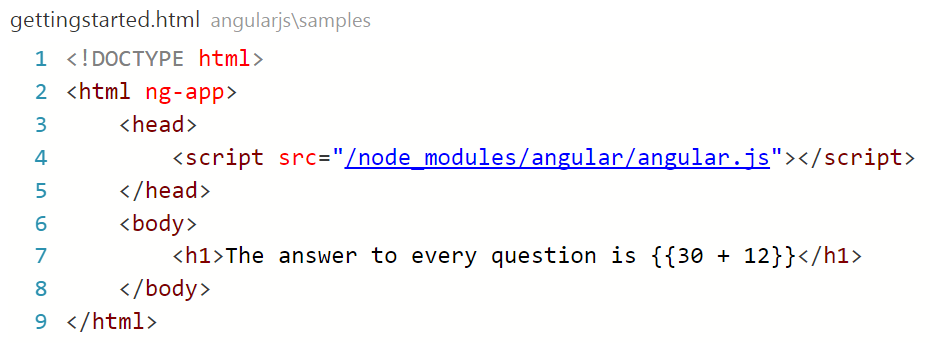 gettingstarted.html angularjs\samples
1 <!DOCTYPE html>
2 <html ng-app>
3     <head>
4         <script src="/node_modules/angular/angular.js"></script>
5     </head>
6     <body>
7         <h1>The answer to every question is {{30 + 12}}</h1>
8     </body>
9 </html>